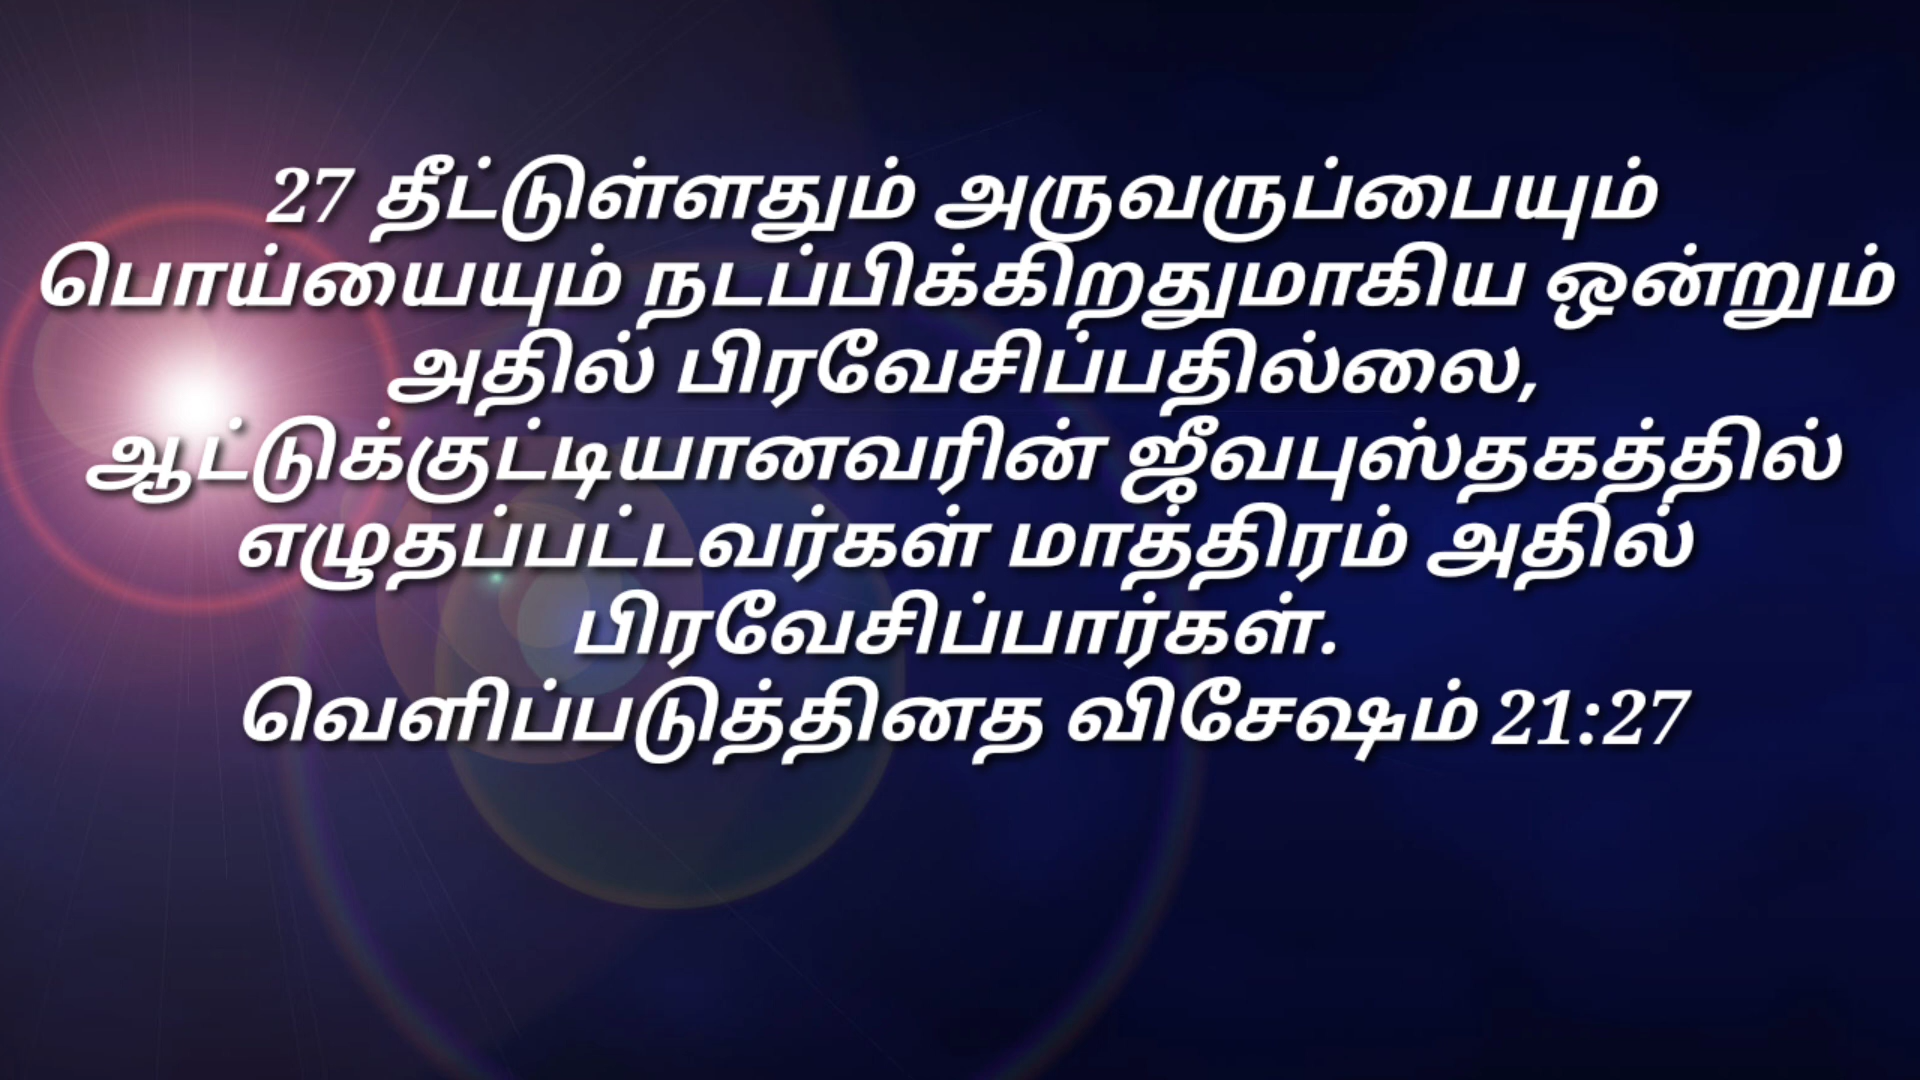 27 தீட்டுள்ளதும் அருவருப்பையும்
பொய்யையும் நடப்பிக்கிறதுமாகிய ஒன்றும்
அதில் பிரவேசிப்பதில்லை,
ஆட்டுக்குட்டியானவரின் ஜீவபுஸ்தகத்தில்
எழுதப்பட்டவர்கள் மாத்திரம் அதில்
பிரவேசிப்பார்கள்.
வெளிப்படுத்தினத விசேஷம் 21:27